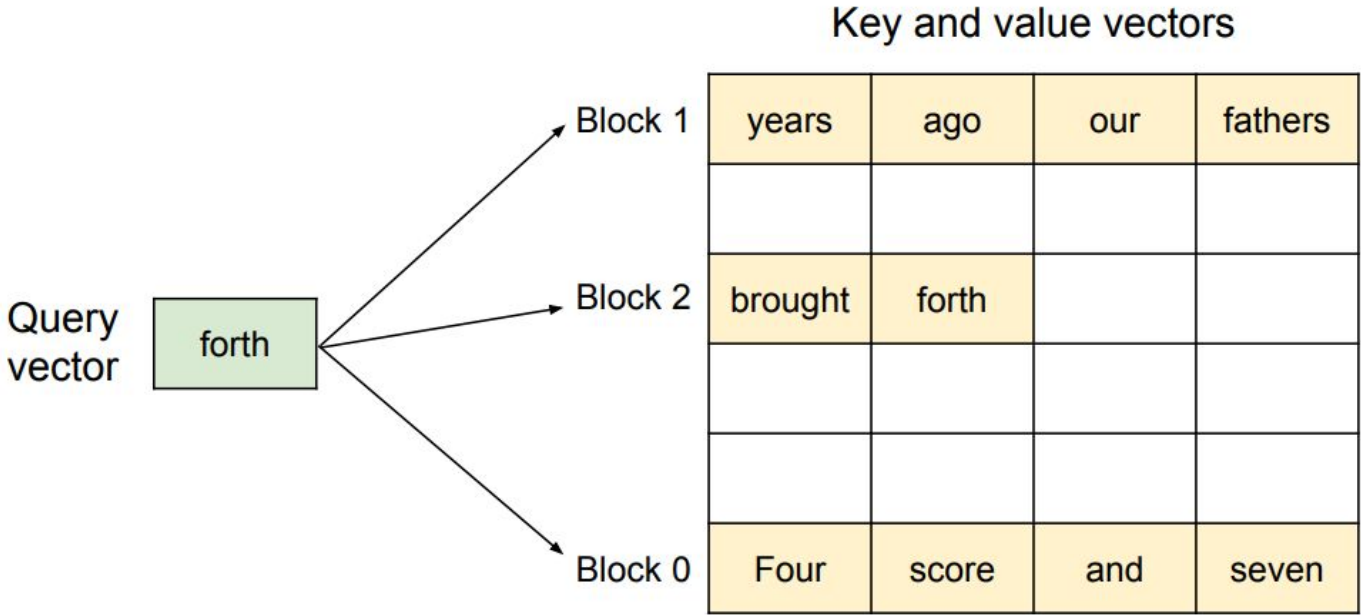 Key and value vectors
Block 1 years ago our fathers
Block 2 brought forth
Query
vector
forth
Block 0 Four score and seven